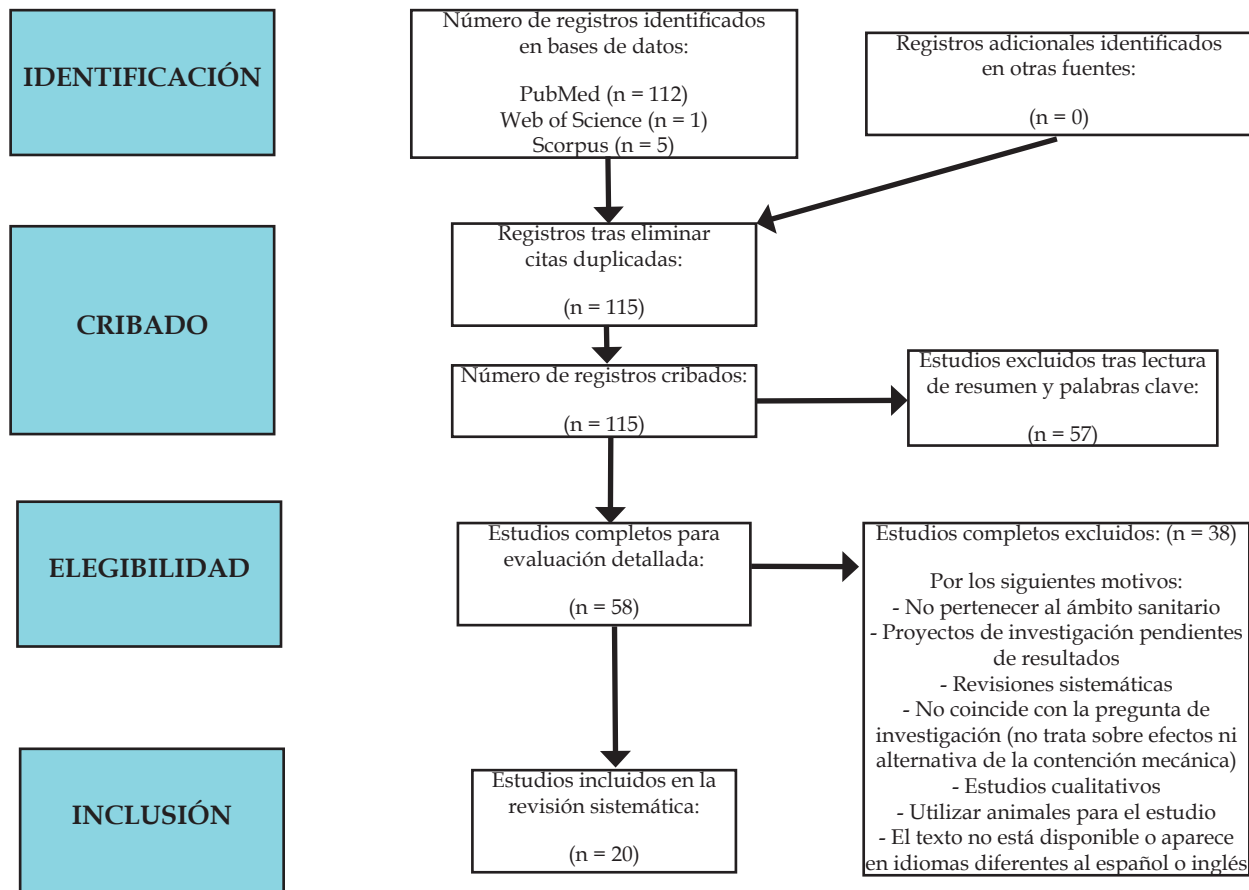 IDENTIFICACIÓN
Número de registros identificados
en bases de datos:
PubMed (n = 112)
Web of Science (n = 1)
Scorpus (n = 5)
Registros adicionales identificados
en otras fuentes:
(n = 0)
CRIBADO
Registros tras eliminar
citas duplicadas:
(n = 115)
Número de registros cribados:
(n = 115)
Estudios excluidos tras lectura
de resumen y palabras clave:
(n = 57)
ELEGIBILIDAD
Estudios completos para
evaluación detallada:
(n = 58)
Estudios completos excluidos: (n = 38)
Por los siguientes motivos:
- No pertenecer al ámbito sanitario
- Proyectos de investigación pendientes
de resultados
- Revisiones sistemáticas
- No coincide con la pregunta de
investigación (no trata sobre efectos ni
alternativa de la contención mecánica)
- Estudios cualitativos
- Utilizar animales para el estudio
- El texto no está disponible o aparece
en idiomas diferentes al español o inglés
INCLUSIÓN
Estudios incluidos en la
revisión sistemática:
(n = 20)